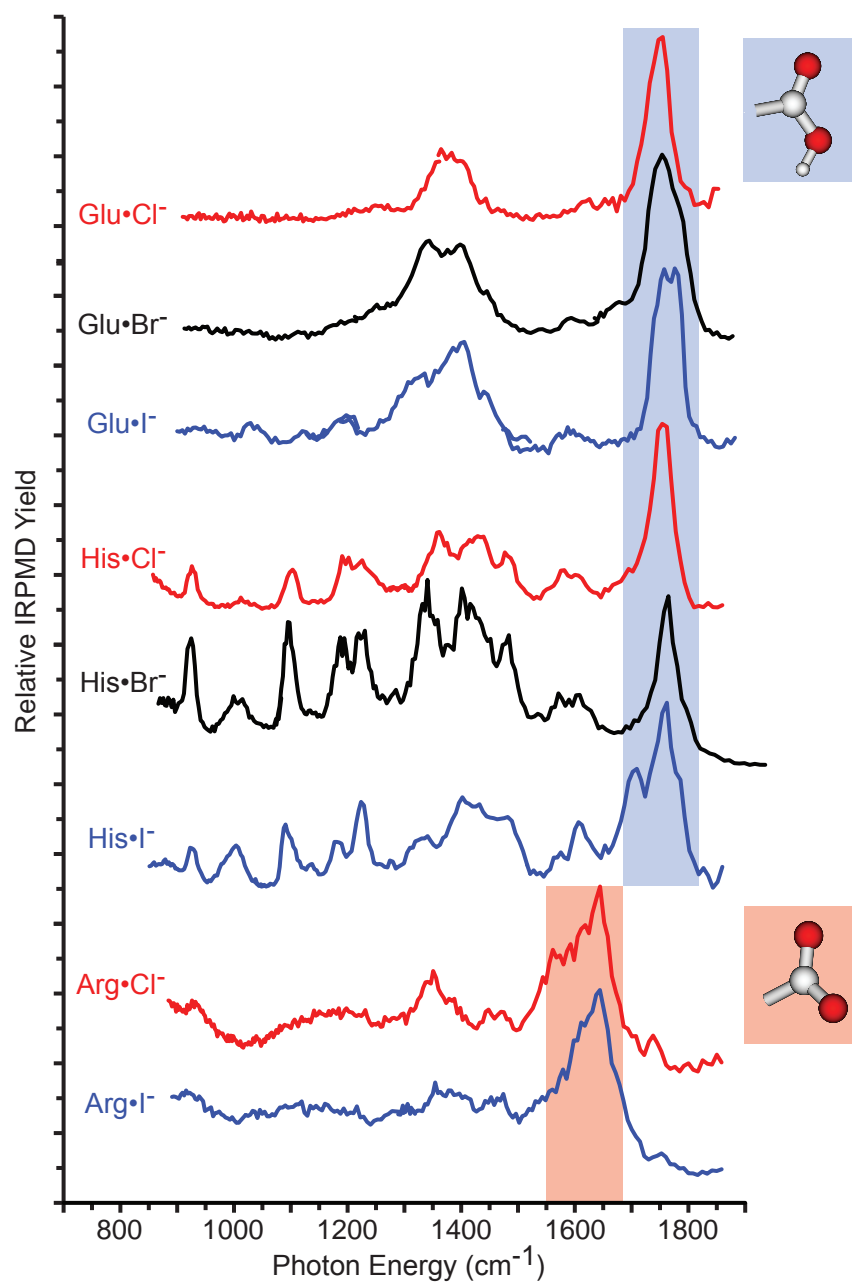 Glu•Cl⁻
Glu•Br⁻
Glu•I⁻
His•Cl⁻
His•Br⁻
His•I⁻
Arg•Cl⁻
Arg•I⁻
Relative IRPMD Yield
800 1000 1200 1400 1600 1800
Photon Energy (cm⁻¹)